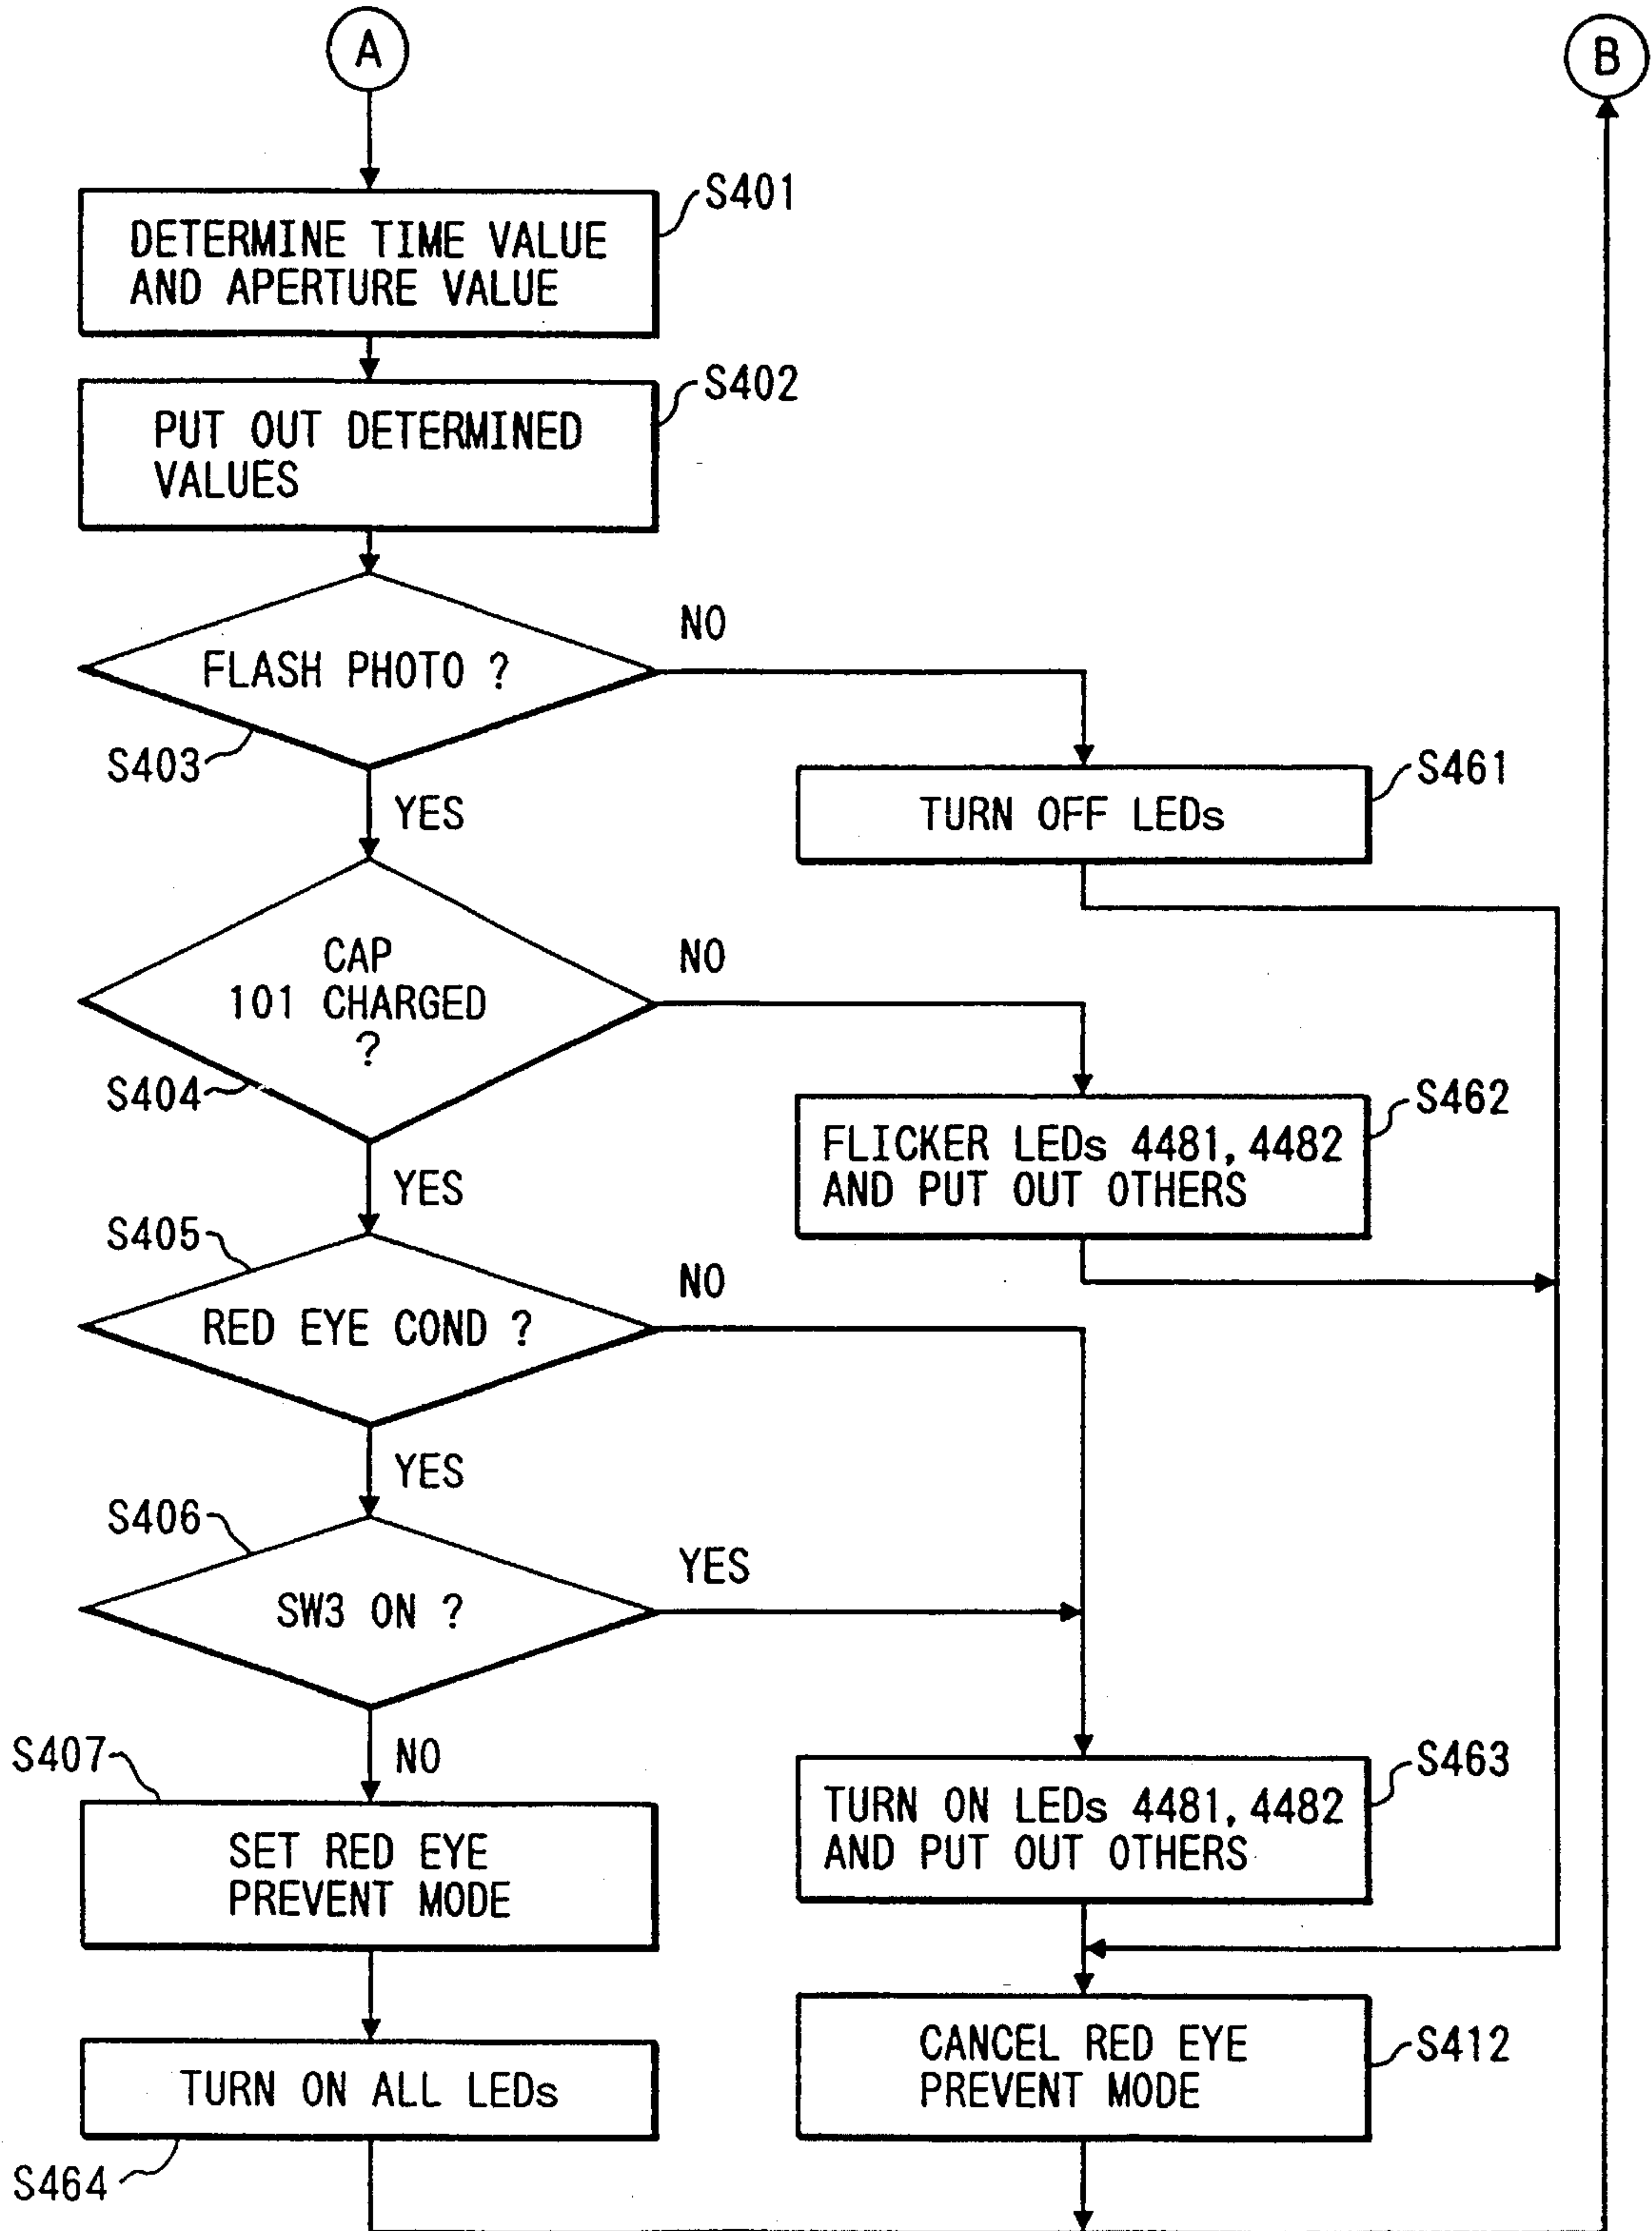 A
B
S401
DETERMINE TIME VALUE
AND APERTURE VALUE
S402
PUT OUT DETERMINED
VALUES
NO
FLASH PHOTO ?
S403
YES
S461
TURN OFF LEDs
CAP
101 CHARGED
?
NO
S404
YES
S462
FLICKER LEDs 4481, 4482
AND PUT OUT OTHERS
S405
NO
RED EYE COND ?
YES
S406
YES
SW3 ON ?
NO
S407
SET RED EYE
PREVENT MODE
S463
TURN ON LEDs 4481, 4482
AND PUT OUT OTHERS
TURN ON ALL LEDs
S464
CANCEL RED EYE
PREVENT MODE
S412